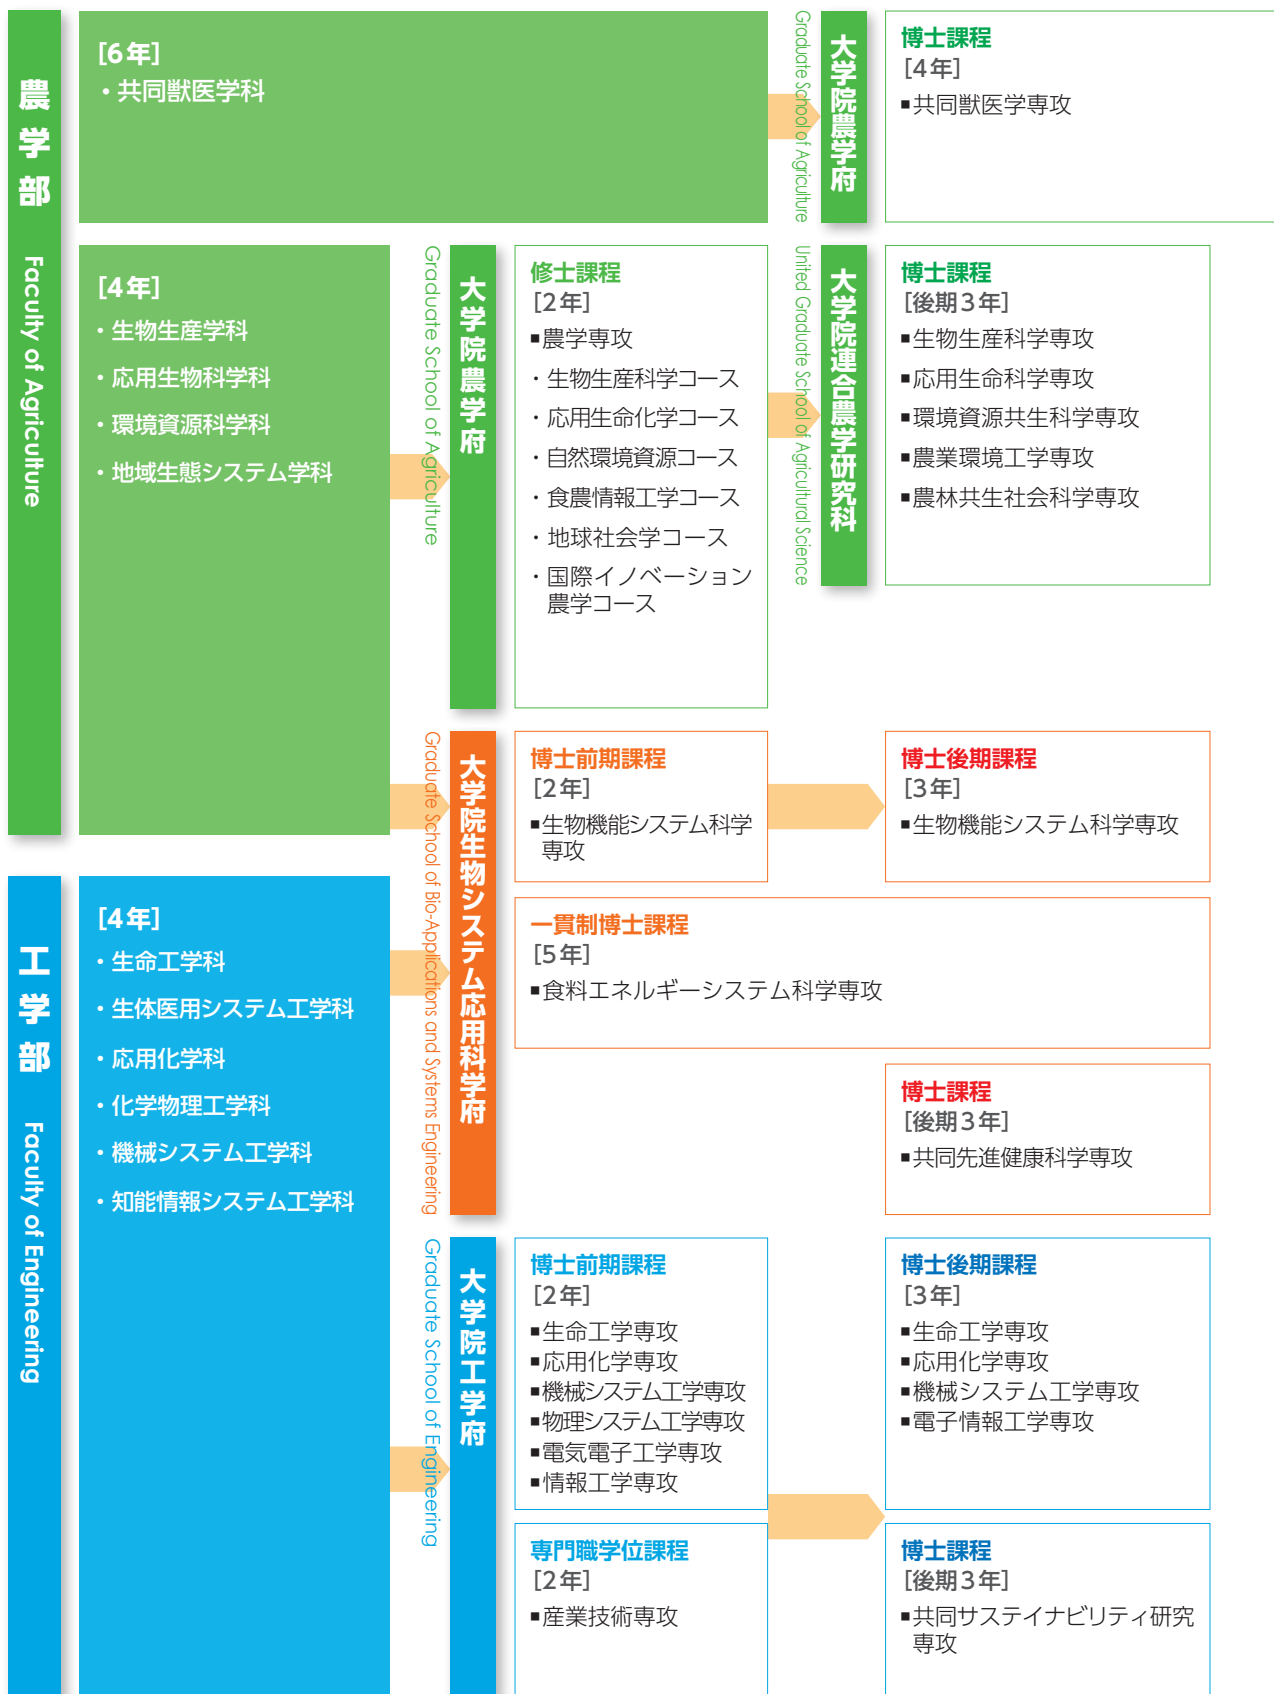 農学部 Faculty of Agriculture
[6年]
・共同獣医学科
Graduate School of Agriculture
大学院農学府
博士課程
[4年]
■共同獣医学専攻
[4年]
・生物生産学科
・応用生物科学科
・環境資源科学科
・地域生態システム学科
Graduate School of Agriculture
大学院農学府
修士課程
[2年]
■農学専攻
・生物生産科学コース
・応用生命化学コース
・自然環境資源コース
・食農情報工学コース
・地球社会学コース
・国際イノベーション
農学コース
United Graduate School of Agricultural Science
大学院連合農学研究科
博士課程
[後期3年]
■生物生産科学専攻
■応用生命科学専攻
■環境資源共生科学専攻
■農業環境工学専攻
■農林共生社会科学専攻
Graduate School of Bio-Applications and Systems Engineering
大学院生物システム応用科学府
博士前期課程
[2年]
■生物機能システム科学
専攻
博士後期課程
[3年]
■生物機能システム科学専攻
一貫制博士課程
[5年]
■食料エネルギーシステム科学専攻
博士課程
[後期3年]
■共同先進健康科学専攻
工学部 Faculty of Engineering
[4年]
・生命工学科
・生体医用システム工学科
・応用化学科
・化学物理工学科
・機械システム工学科
・知能情報システム工学科
Graduate School of Engineering
大学院工学府
博士前期課程
[2年]
■生命工学専攻
■応用化学専攻
■機械システム工学専攻
■物理システム工学専攻
■電気電子工学専攻
■情報工学専攻
博士後期課程
[3年]
■生命工学専攻
■応用化学専攻
■機械システム工学専攻
■電子情報工学専攻
専門職学位課程
[2年]
■産業技術専攻
博士課程
[後期3年]
■共同サステイナビリティ研究
専攻